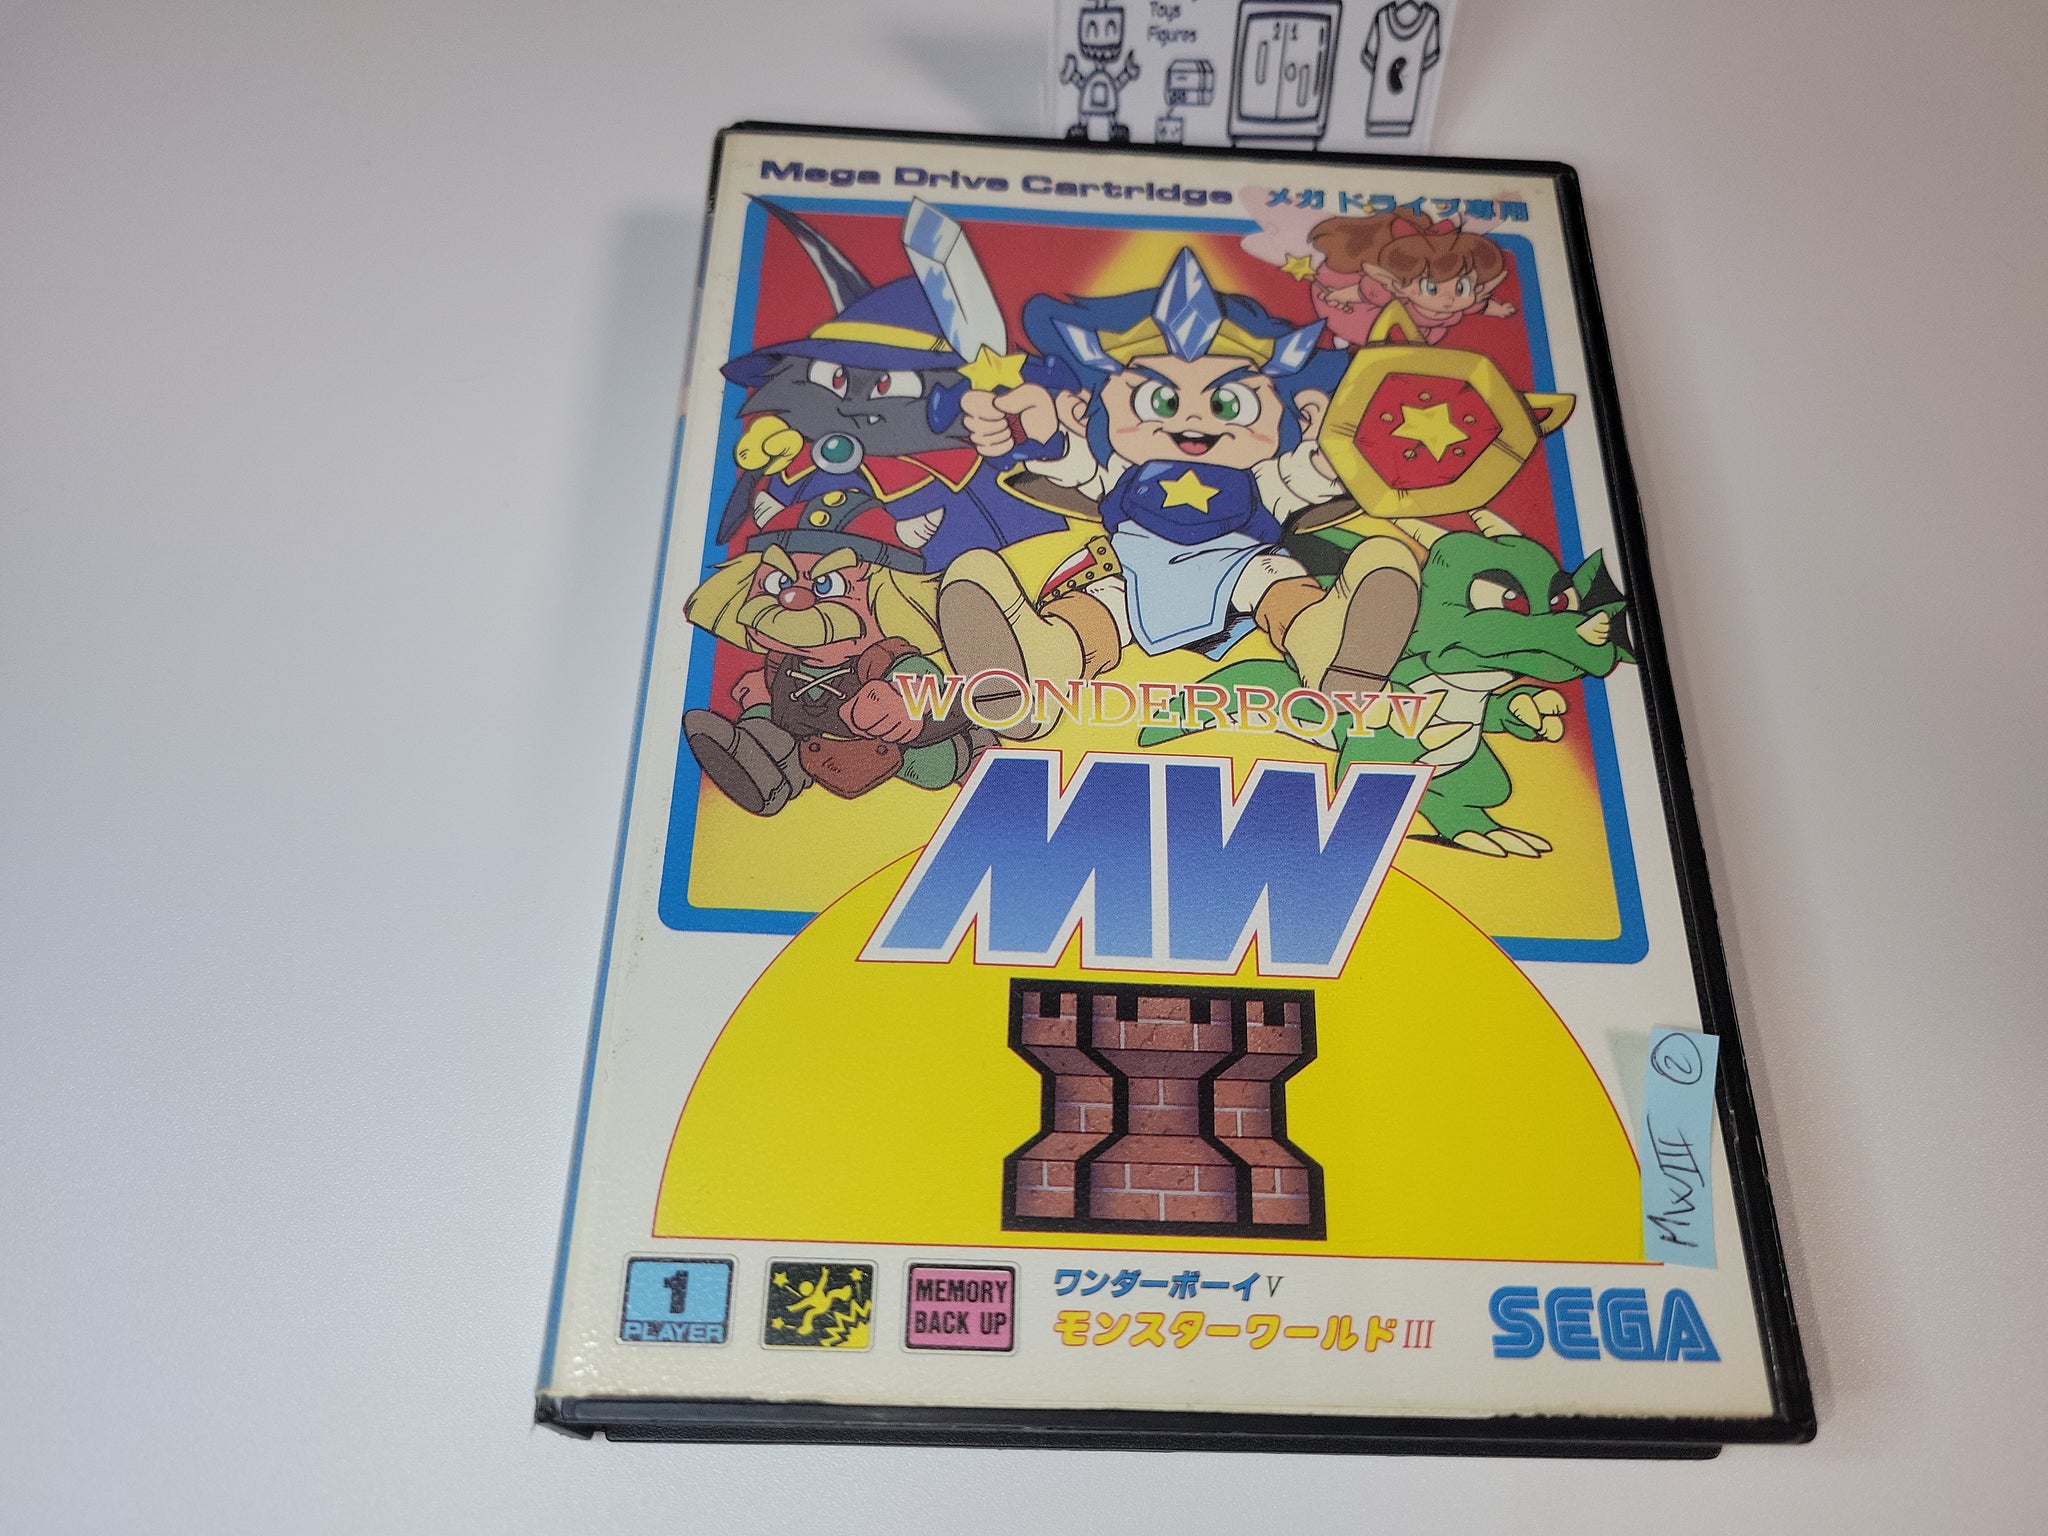 Toys
Figures
Mega Drive Cartridge メガドライブ専用
WONDERBOY V
MW
III
MWIII ②
1
PLAYER
MEMORY
BACK UP
ワンダーボーイV
モンスターワールドIII
SEGA